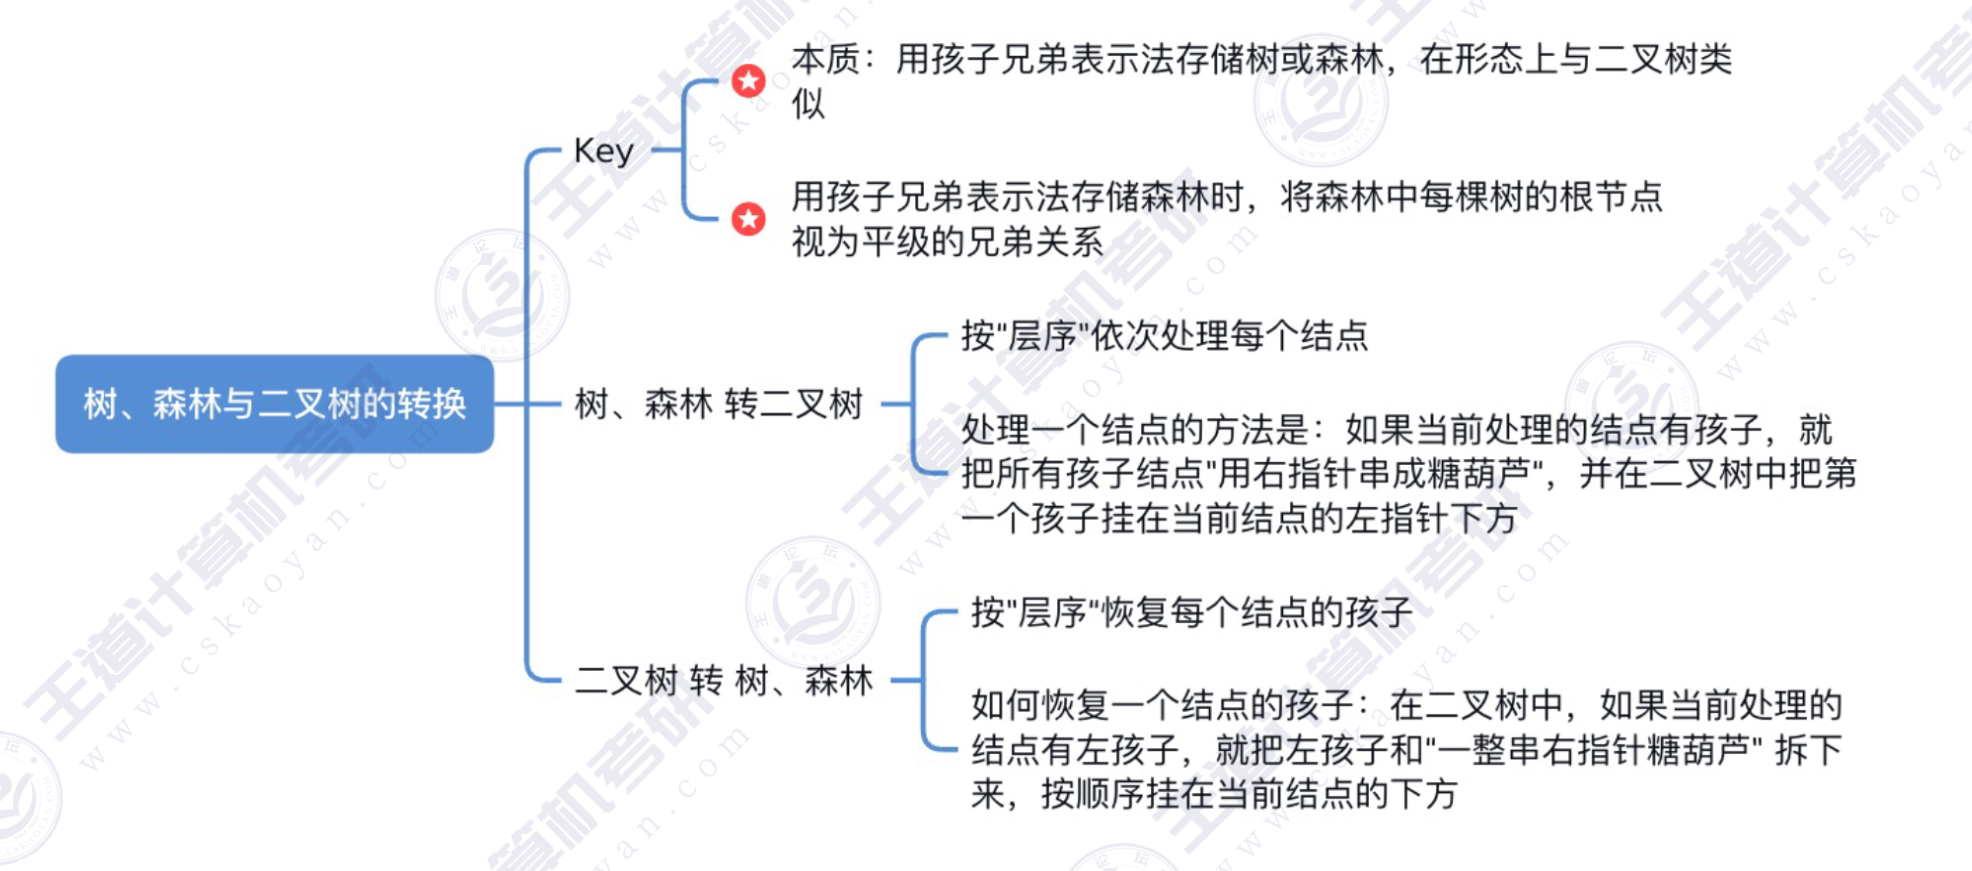 本质：用孩子兄弟表示法存储树或森林，在形态上与二叉树类
似
Key
用孩子兄弟表示法存储森林时，将森林中每棵树的根节点
视为平级的兄弟关系
按"层序"依次处理每个结点
树、森林与二叉树的转换
树、森林 转二叉树
处理一个结点的方法是：如果当前处理的结点有孩子，就
把所有孩子结点"用右指针串成糖葫芦"，并在二叉树中把第
一个孩子挂在当前结点的左指针下方
按"层序"恢复每个结点的孩子
二叉树 转 树、森林
如何恢复一个结点的孩子：在二叉树中，如果当前处理的
结点有左孩子，就把左孩子和"一整串右指针糖葫芦" 拆下
来，按顺序挂在当前结点的下方
王道计算机考研
www.cskaoyan.com